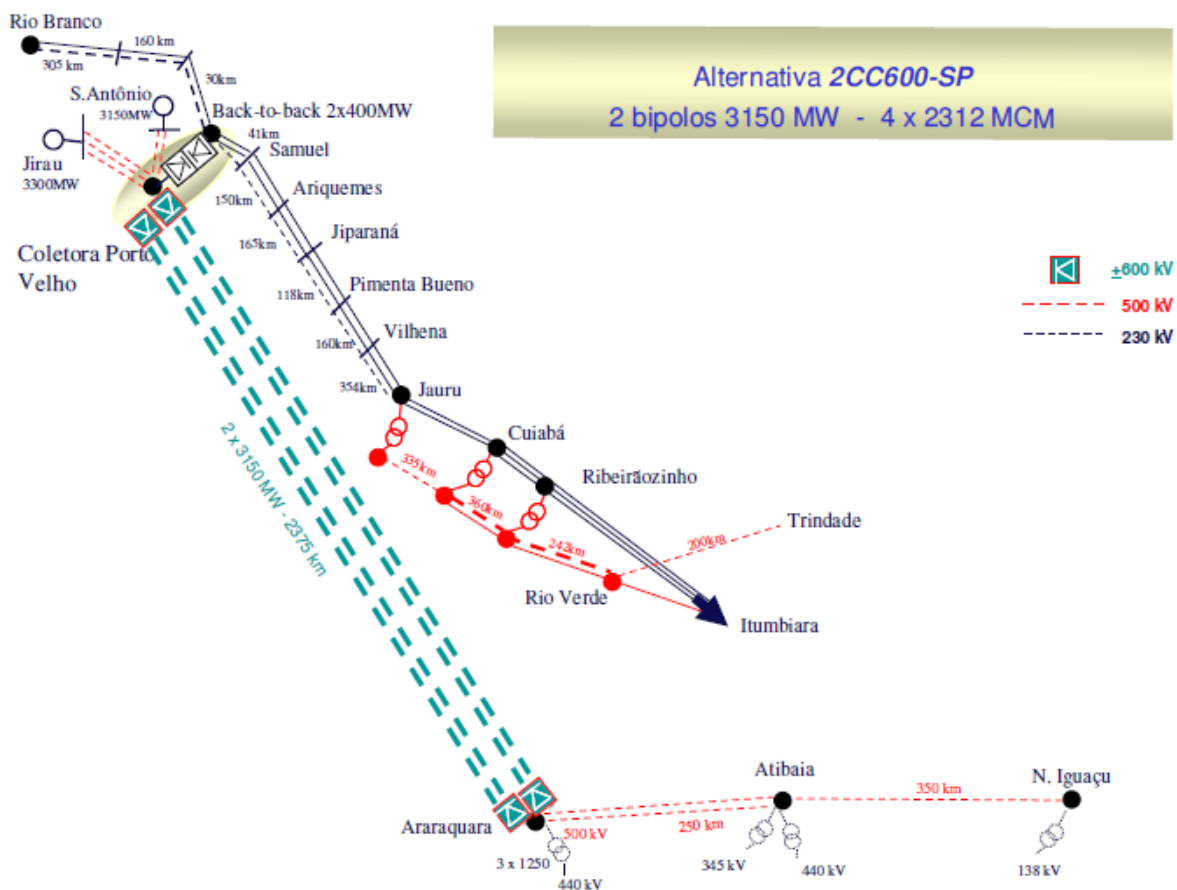 Rio Branco
160 km
305 km
30km
Alternativa 2CC600-SP
2 bipolos 3150 MW - 4 x 2312 MCM
S.Antônio
3150MW
Back-to-back 2x400MW
41km
Samuel
Jirau
3300MW
150km
Ariquemes
165km
Jiparaná
Coletora Porto
Velho
118km
Pimenta Bueno
160km
Vilhena
354km
Jauru
±600 kV
500 kV
230 kV
Cuiabá
335km
Ribeirãozinho
360km
242km
Trindade
200km
Rio Verde
Itumbiara
2 x 3150 MW - 2375 km
Atibaia
N. Iguaçu
350 km
Araraquara
500 kV
250 km
3 x 1250
440 kV
345 kV
440 kV
138 kV